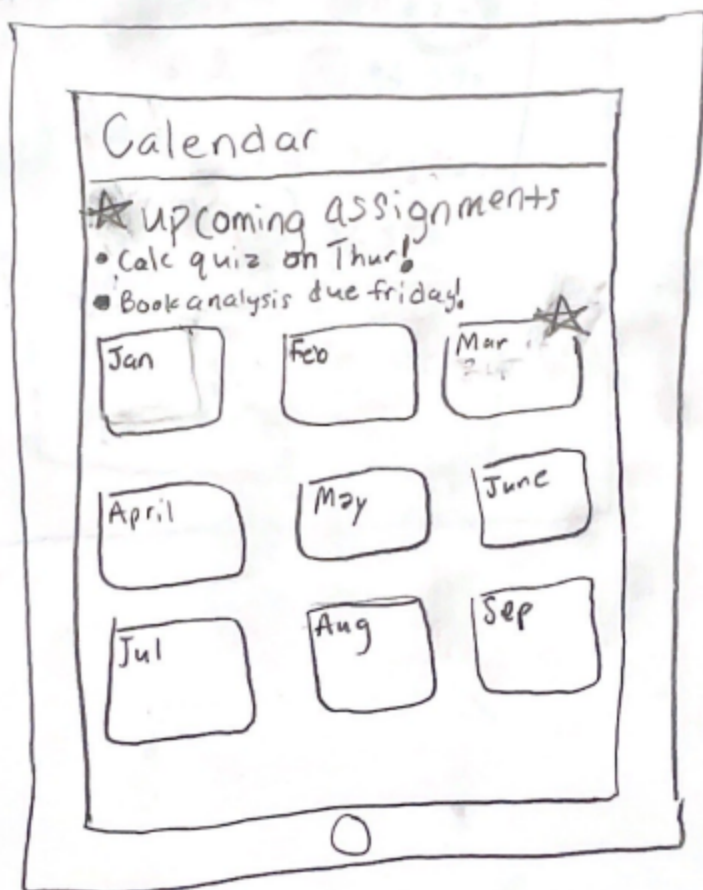 Calendar
upcoming assignments
• Calc quiz on Thur!
• Book analysis due friday!
Jan
Feb
Mar
April
May
June
Jul
Aug
Sep